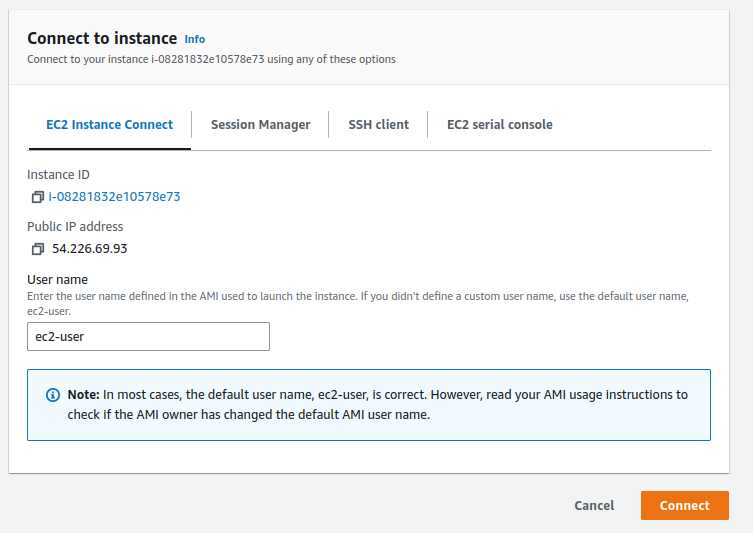 Connect to instance Info
Connect to your instance i-08281832e10578e73 using any of these options
EC2 Instance Connect Session Manager SSH client EC2 serial console
Instance ID
i-08281832e10578e73
Public IP address
54.226.69.93
User name
Enter the user name defined in the AMI used to launch the instance. If you didn't define a custom user name, use the default user name,
ec2-user.
ec2-user
Note: In most cases, the default user name, ec2-user, is correct. However, read your AMI usage instructions to
check if the AMI owner has changed the default AMI user name.
Cancel Connect